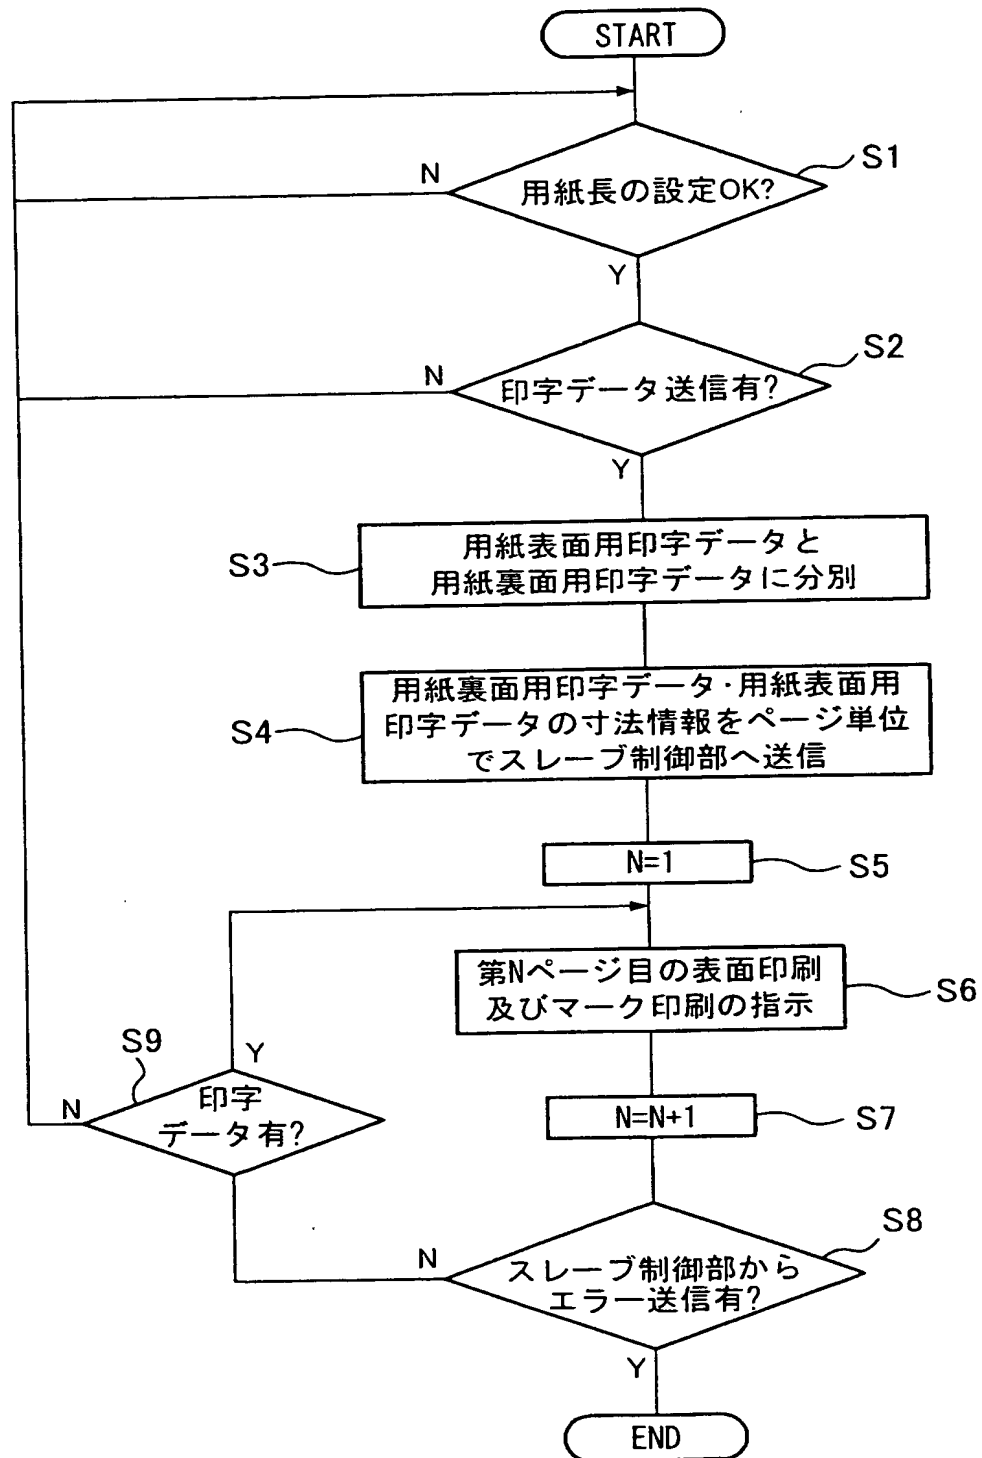 START
S1
N
用紙長の設定OK?
Y
S2
N
印字データ送信有?
Y
S3
用紙表面用印字データと
用紙裏面用印字データに分別
S4
用紙裏面用印字データ・用紙表面用
印字データの寸法情報をページ単位
でスレーブ制御部へ送信
N=1
S5
第Nページ目の表面印刷
及びマーク印刷の指示
S6
S9
Y
N
印字
データ有?
N=N+1
S7
S8
N
スレーブ制御部から
エラー送信有?
Y
END